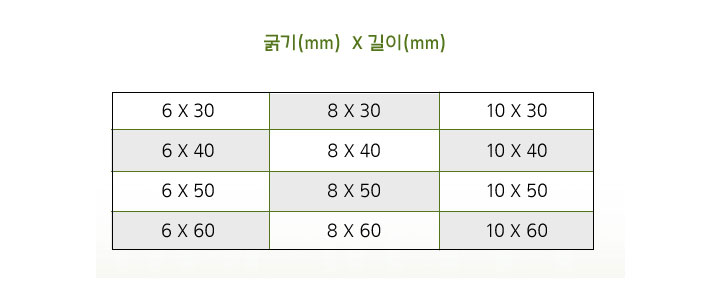 굵기(mm) X 길이(mm)
6 X 30 8 X 30 10 X 30
6 X 40 8 X 40 10 X 40
6 X 50 8 X 50 10 X 50
6 X 60 8 X 60 10 X 60